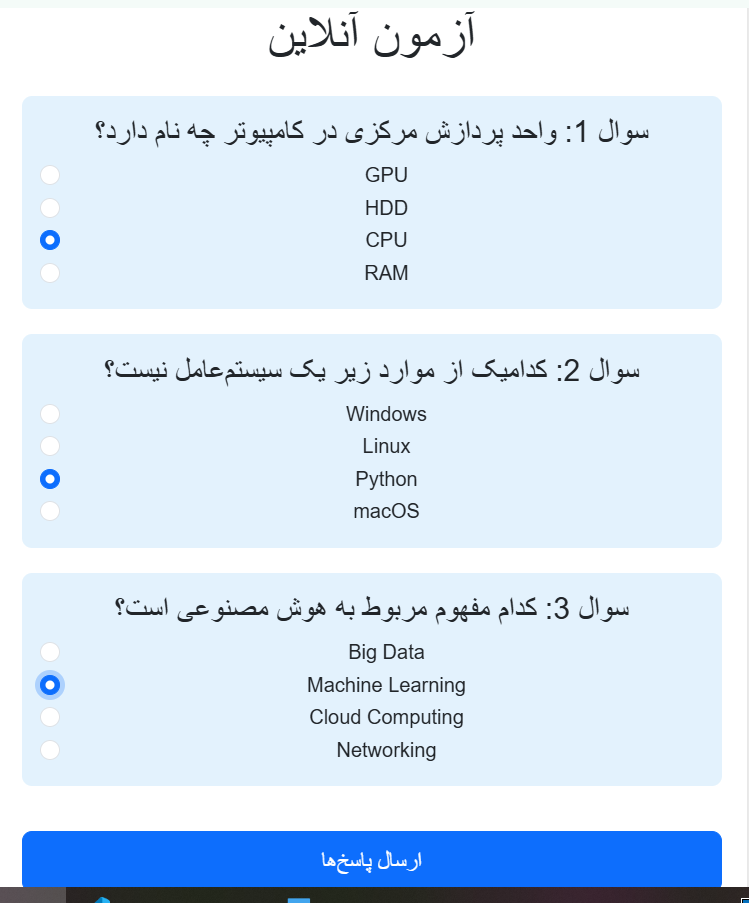 آزمون آنلاین
سوال 1: واحد پردازش مرکزی در کامپیوتر چه نام دارد؟
GPU
HDD
CPU
RAM
سوال 2: کدامیک از موارد زیر یک سیستم‌عامل نیست؟
Windows
Linux
Python
macOS
سوال 3: کدام مفهوم مربوط به هوش مصنوعی است؟
Big Data
Machine Learning
Cloud Computing
Networking
ارسال پاسخ‌ها